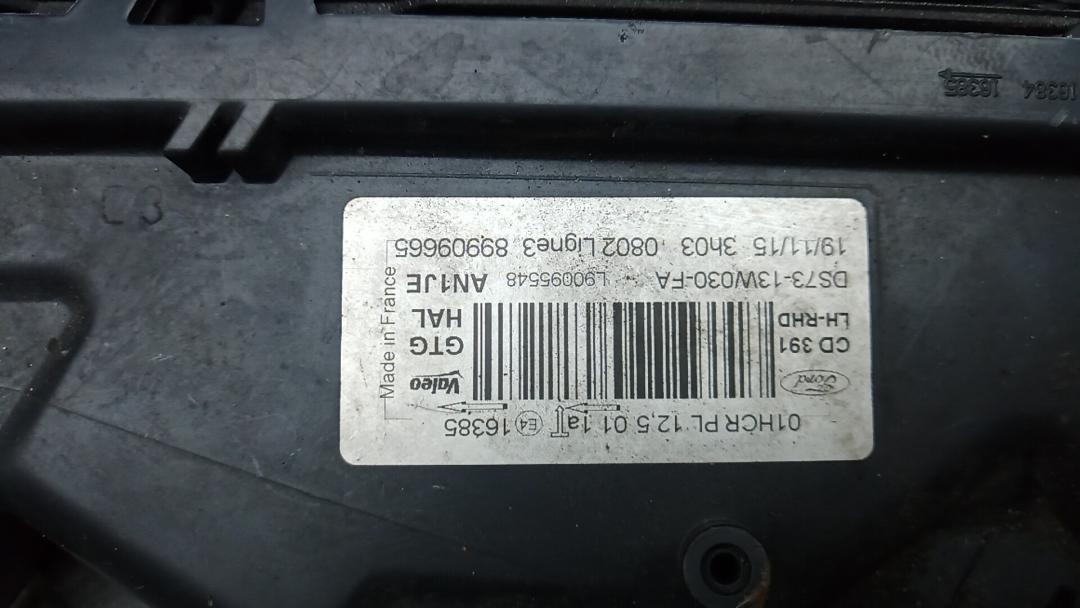 01HCR PL 12,5 01 1a E4 16385
Ford
CD 391
LH-RHD
Valeo
GTG
HAL
Made in France
DS73-13W030-FA L90095548 AN1JE
19/11/15 3h03 0802 Ligne3 89909665
16384 16385
C3